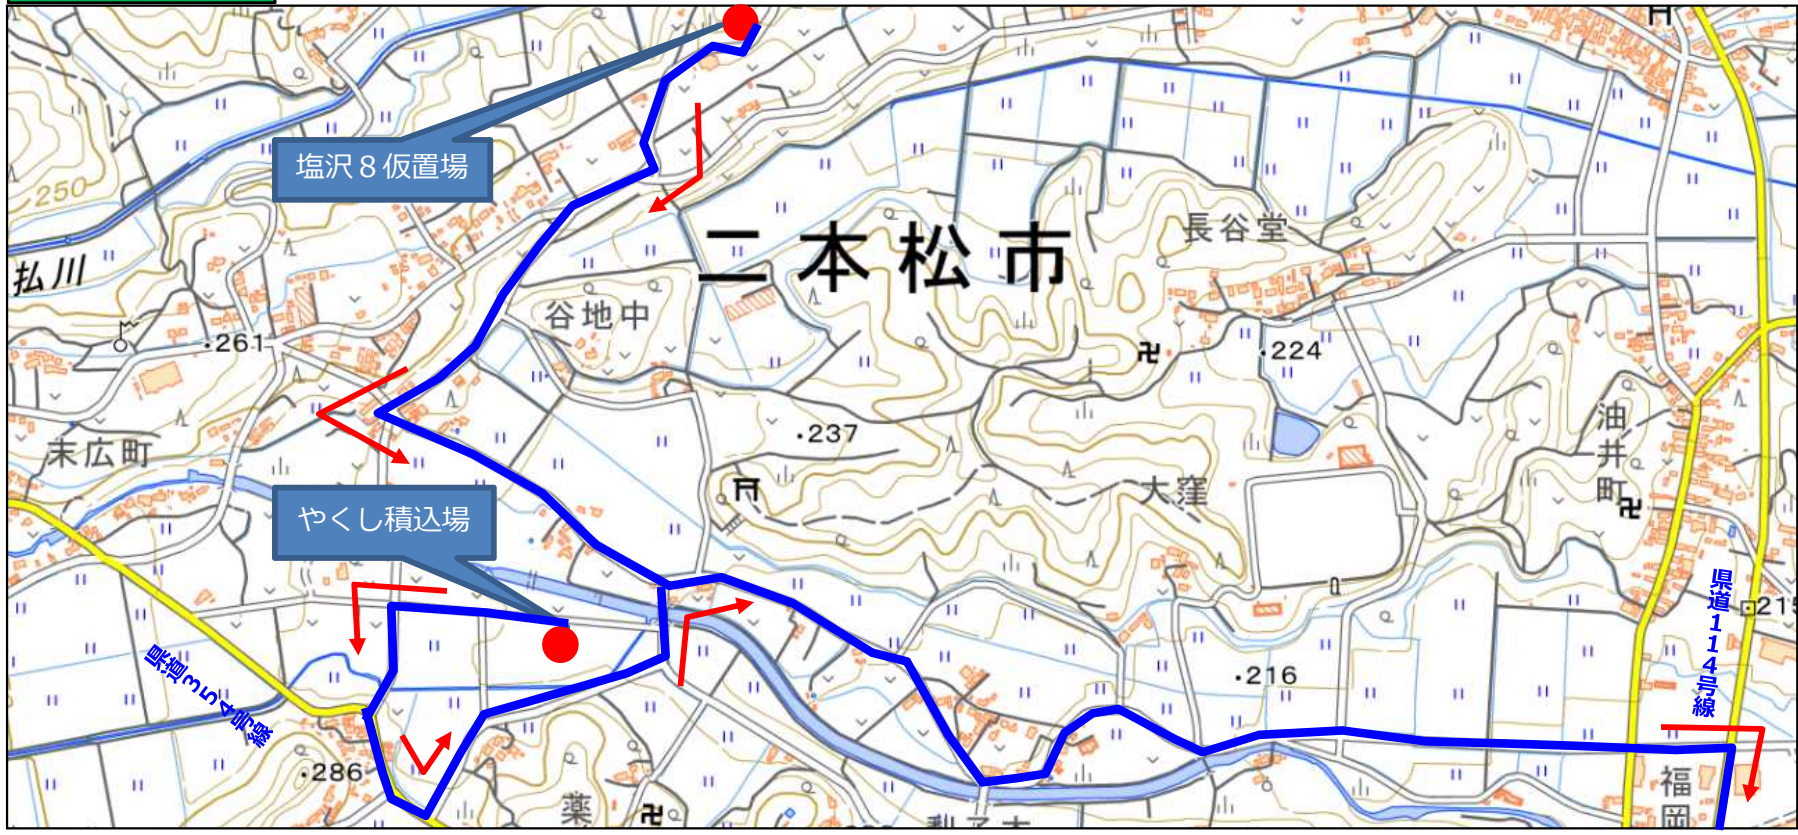 塩沢８仮置場
250
払川
二本松市
長谷堂
谷地中
261
224
末広町
237
油井町
大窪
やくし積込場
県道114号線
215
県道354号線
216
286
薬
福岡